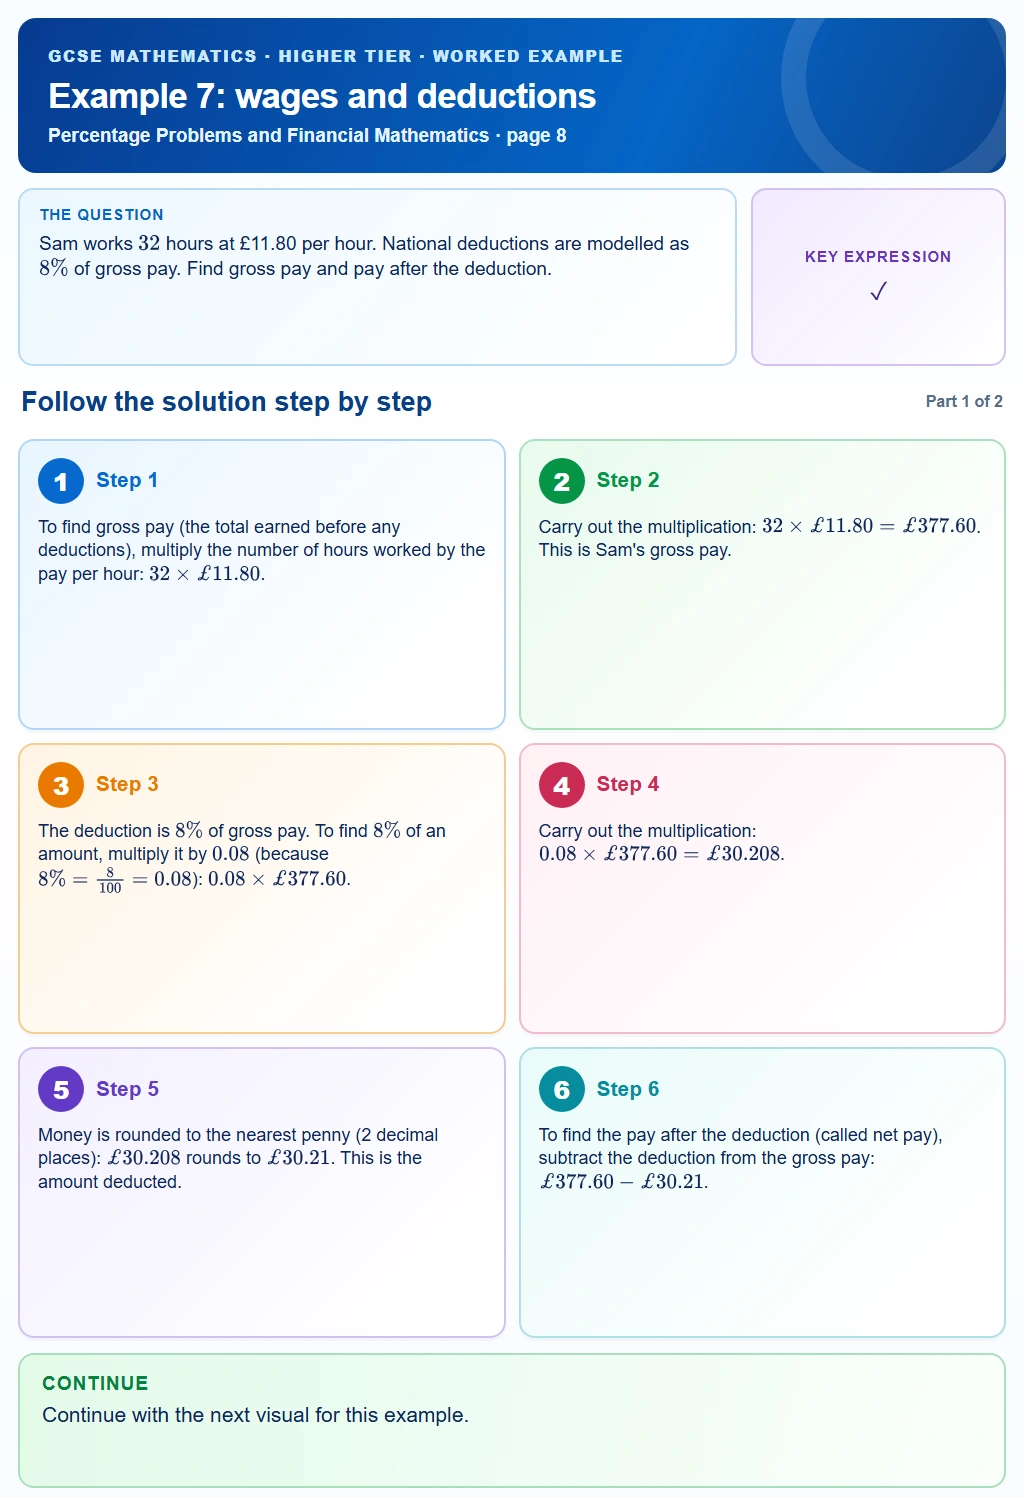 GCSE MATHEMATICS · HIGHER TIER · WORKED EXAMPLE
Example 7: wages and deductions
Percentage Problems and Financial Mathematics · page 8
THE QUESTION
Sam works 32 hours at £11.80 per hour. National deductions are modelled as
8% of gross pay. Find gross pay and pay after the deduction.
KEY EXPRESSION
✓
Follow the solution step by step
Part 1 of 2
1 Step 1
To find gross pay (the total earned before any
deductions), multiply the number of hours worked by the
pay per hour: 32 × £11.80.
2 Step 2
Carry out the multiplication: 32 × £11.80 = £377.60.
This is Sam's gross pay.
3 Step 3
The deduction is 8% of gross pay. To find 8% of an
amount, multiply it by 0.08 (because
8% = 8/100 = 0.08): 0.08 × £377.60.
4 Step 4
Carry out the multiplication:
0.08 × £377.60 = £30.208.
5 Step 5
Money is rounded to the nearest penny (2 decimal
places): £30.208 rounds to £30.21. This is the
amount deducted.
6 Step 6
To find the pay after the deduction (called net pay),
subtract the deduction from the gross pay:
£377.60 − £30.21.
CONTINUE
Continue with the next visual for this example.